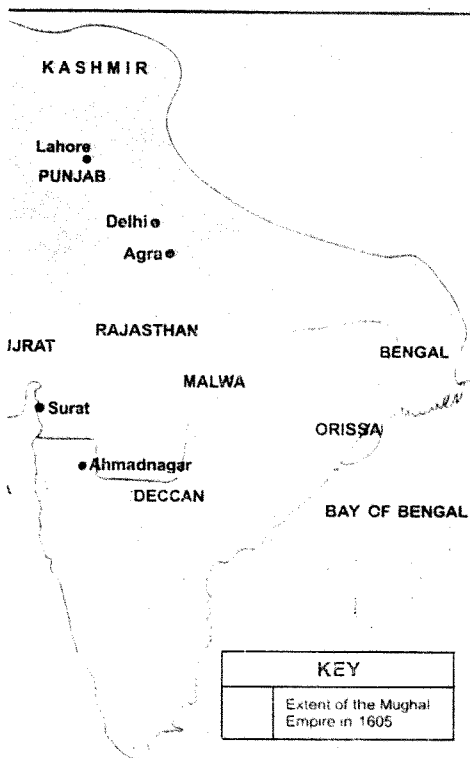 KASHMIR
Lahore
PUNJAB
Delhi
Agra
RAJASTHAN
UJRAT
BENGAL
MALWA
Surat
ORISSA
Ahmadnagar
DECCAN
BAY OF BENGAL
KEY
Extent of the Mughal
Empire in 1605